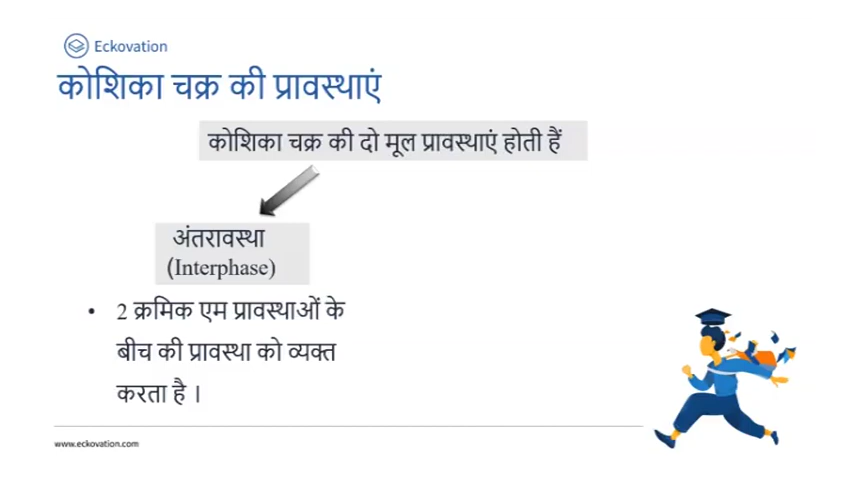 Eckovation
कोशिका चक्र की प्रावस्थाएं
कोशिका चक्र की दो मूल प्रावस्थाएं होती हैं
अंतरावस्था
(Interphase)
• 2 क्रमिक एम प्रावस्थाओं के
बीच की प्रावस्था को व्यक्त
करता है ।
www.eckovation.com